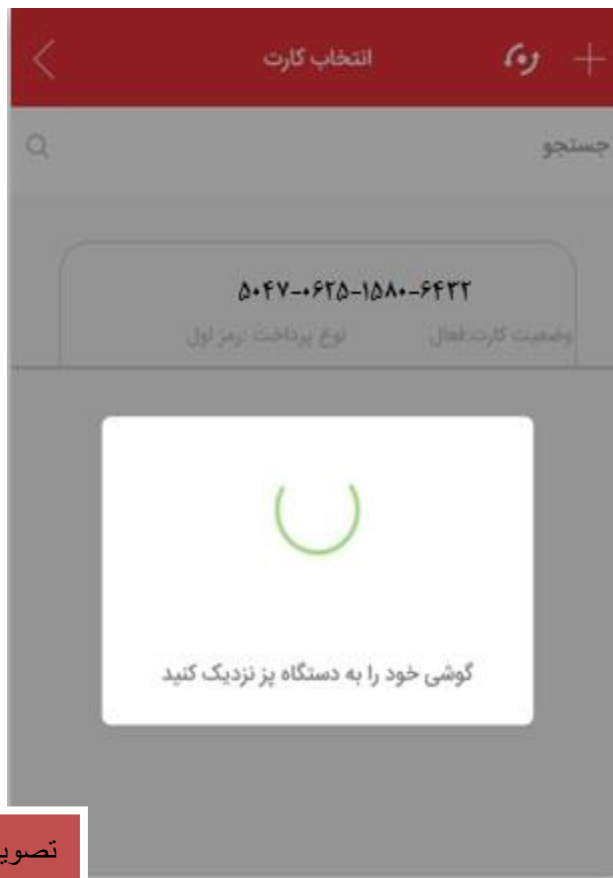 انتخاب کارت
جستجو
۵۰۴۷-۰۶۲۵-۱۵۸۰-۶۴۳۲
وضعیت کارت:فعال نوع پرداخت :رمز اول
گوشی خود را به دستگاه پز نزدیک کنید